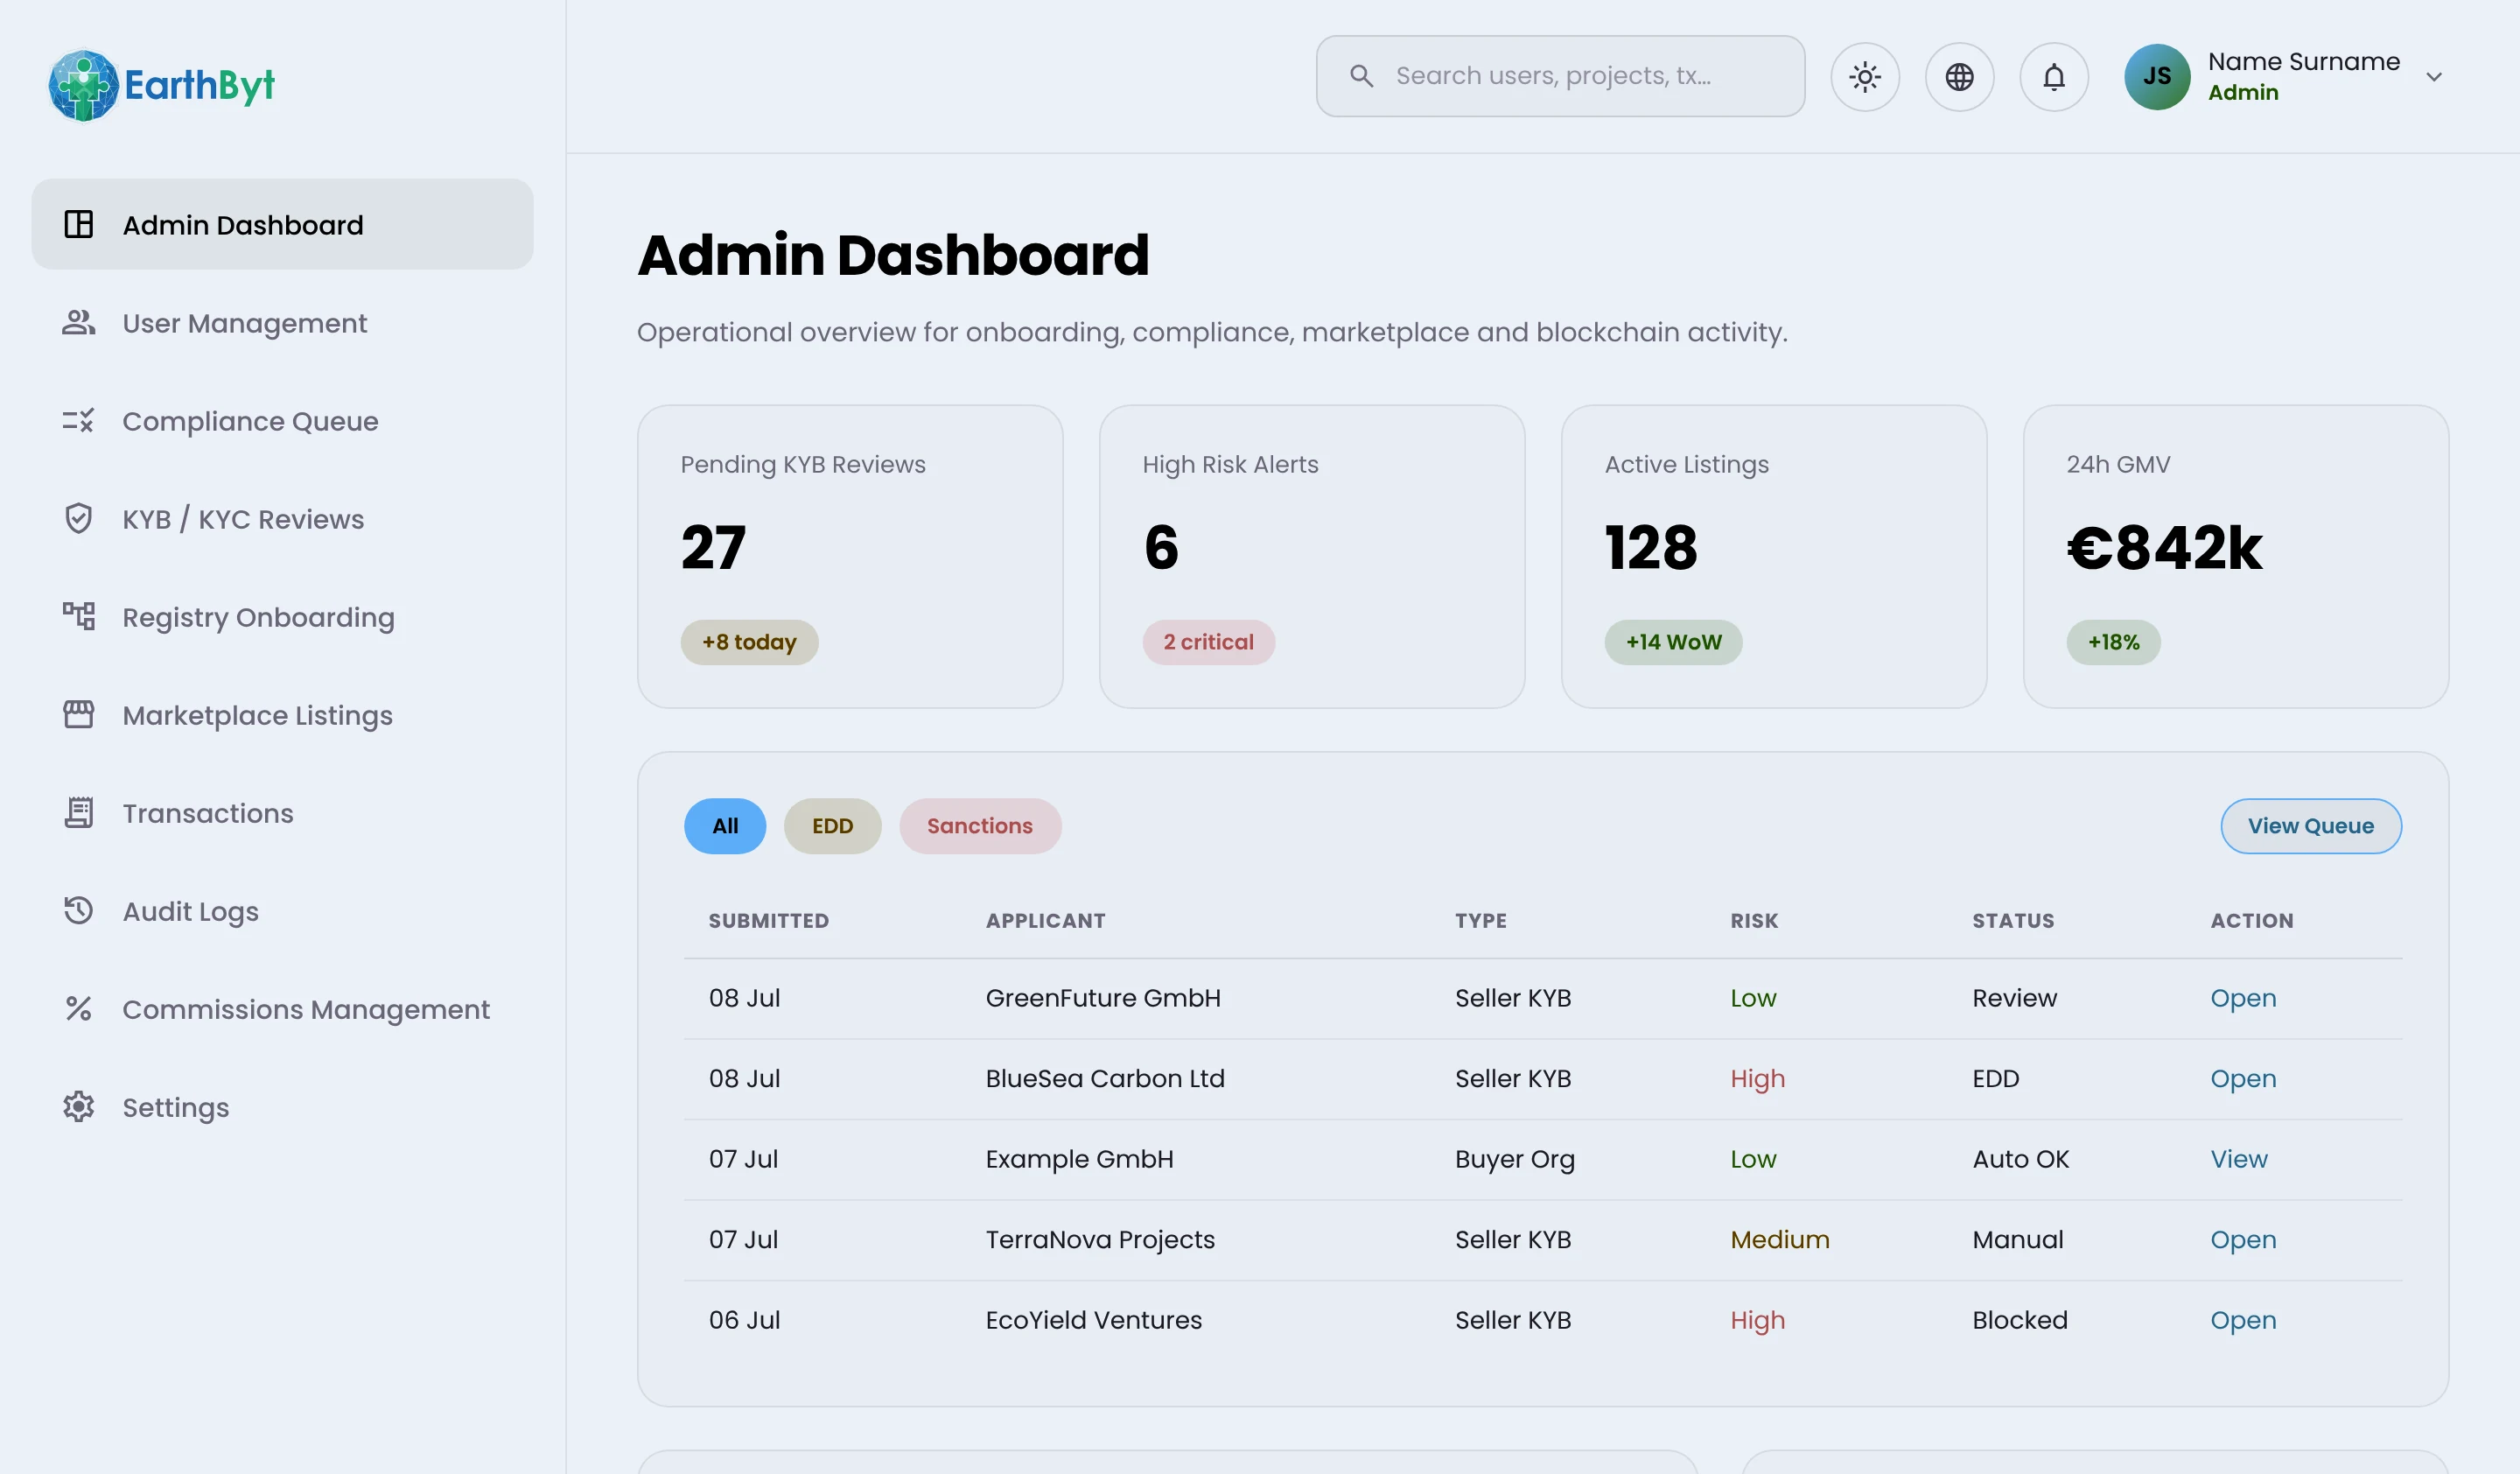 EarthByt
Search users, projects, tx...
JS
Name Surname
Admin
Admin Dashboard
User Management
Compliance Queue
KYB / KYC Reviews
Registry Onboarding
Marketplace Listings
Transactions
Audit Logs
Commissions Management
Settings
Admin Dashboard
Operational overview for onboarding, compliance, marketplace and blockchain activity.
Pending KYB Reviews
27
+8 today
High Risk Alerts
6
2 critical
Active Listings
128
+14 WoW
24h GMV
€842k
+18%
All EDD Sanctions View Queue
SUBMITTED APPLICANT TYPE RISK STATUS ACTION
08 Jul GreenFuture GmbH Seller KYB Low Review Open
08 Jul BlueSea Carbon Ltd Seller KYB High EDD Open
07 Jul Example GmbH Buyer Org Low Auto OK View
07 Jul TerraNova Projects Seller KYB Medium Manual Open
06 Jul EcoYield Ventures Seller KYB High Blocked Open